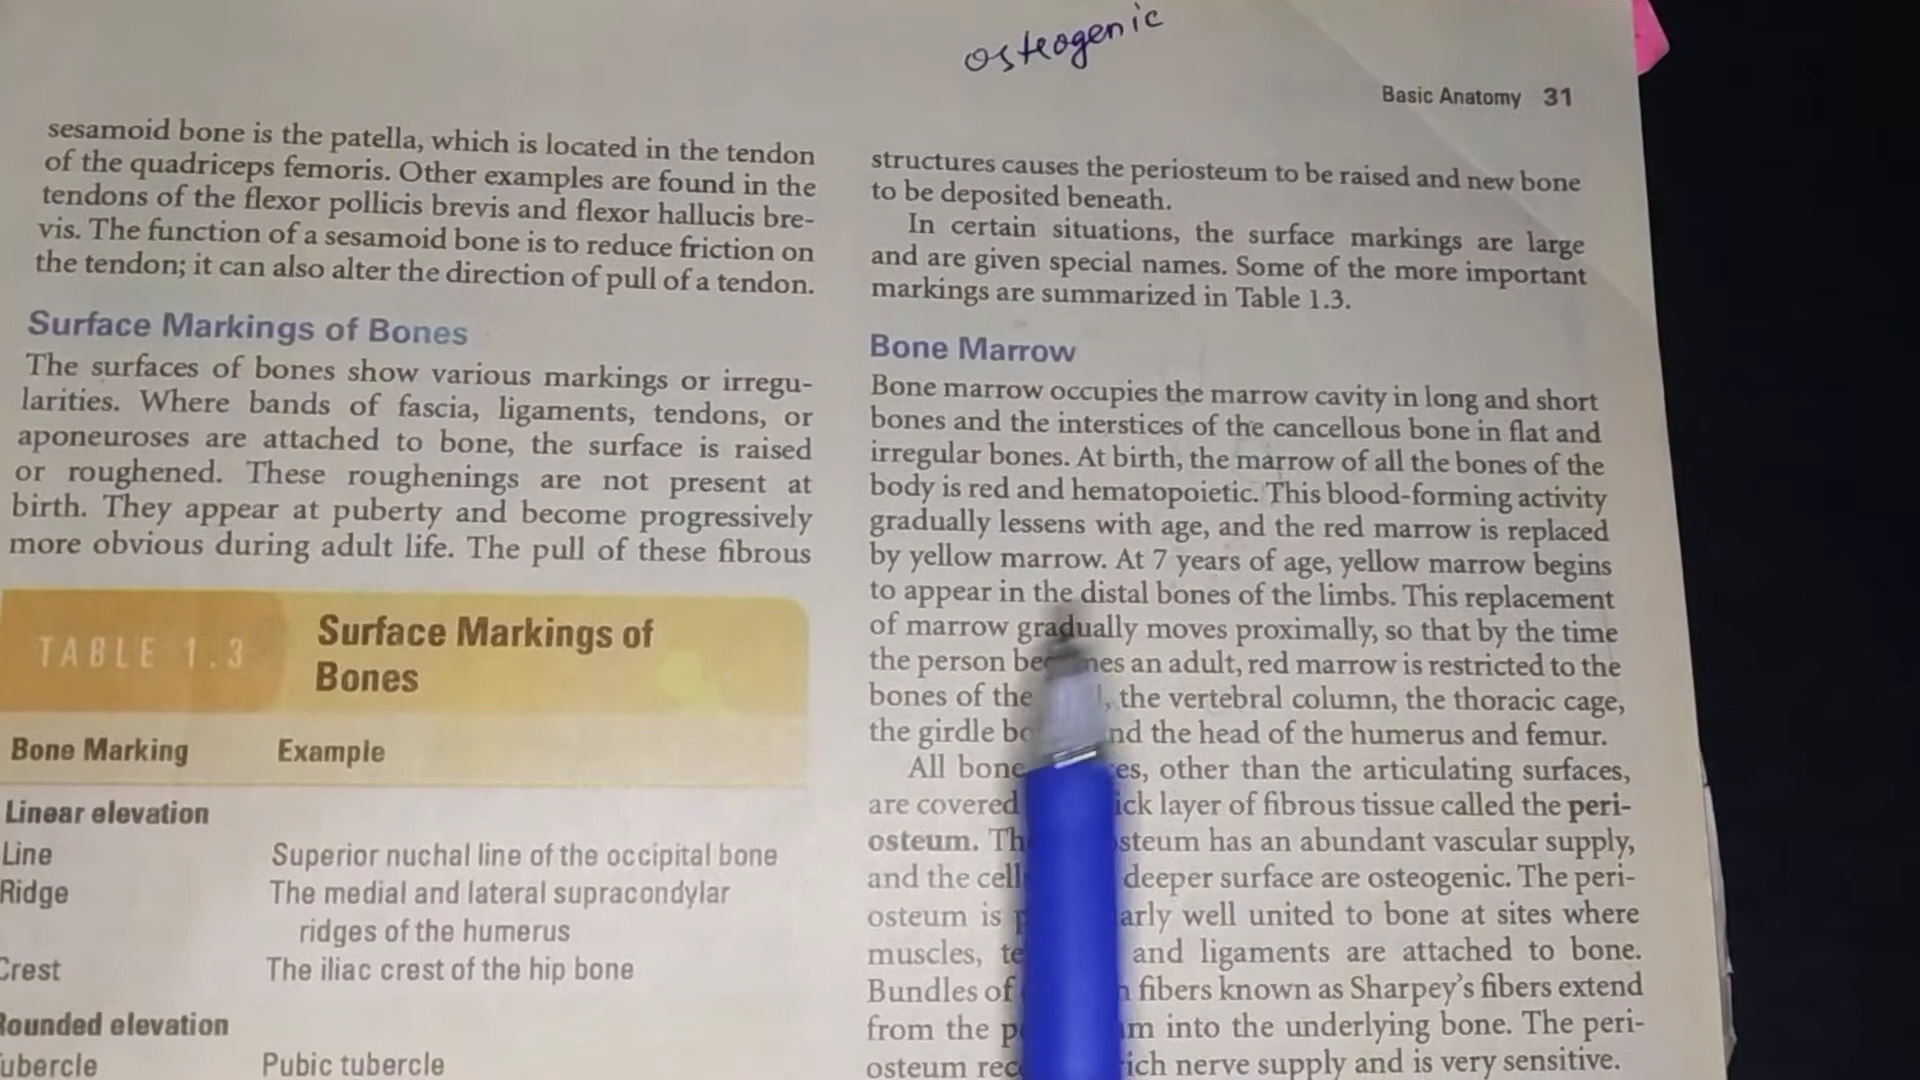 osteogenic
Basic Anatomy 31
sesamoid bone is the patella, which is located in the tendon
of the quadriceps femoris. Other examples are found in the
tendons of the flexor pollicis brevis and flexor hallucis bre-
vis. The function of a sesamoid bone is to reduce friction on
the tendon; it can also alter the direction of pull of a tendon.
Surface Markings of Bones
The surfaces of bones show various markings or irregu-
larities. Where bands of fascia, ligaments, tendons, or
aponeuroses are attached to bone, the surface is raised
or roughened. These roughenings are not present at
birth. They appear at puberty and become progressively
more obvious during adult life. The pull of these fibrous
TABLE 1.3
Surface Markings of
Bones
Bone Marking Example
Linear elevation
Line Superior nuchal line of the occipital bone
Ridge The medial and lateral supracondylar
ridges of the humerus
Crest The iliac crest of the hip bone
Rounded elevation
Tubercle Pubic tubercle
structures causes the periosteum to be raised and new bone
to be deposited beneath.
In certain situations, the surface markings are large
and are given special names. Some of the more important
markings are summarized in Table 1.3.
Bone Marrow
Bone marrow occupies the marrow cavity in long and short
bones and the interstices of the cancellous bone in flat and
irregular bones. At birth, the marrow of all the bones of the
body is red and hematopoietic. This blood-forming activity
gradually lessens with age, and the red marrow is replaced
by yellow marrow. At 7 years of age, yellow marrow begins
to appear in the distal bones of the limbs. This replacement
of marrow gradually moves proximally, so that by the time
the person becomes an adult, red marrow is restricted to the
bones of the the vertebral column, the thoracic cage,
the girdle and the head of the humerus and femur.
All bone other than the articulating surfaces,
are covered layer of fibrous tissue called the peri-
osteum. has an abundant vascular supply,
and the deeper surface are osteogenic. The peri-
osteum is well united to bone at sites where
muscles, and ligaments are attached to bone.
Bundles of fibers known as Sharpey's fibers extend
from the into the underlying bone. The peri-
osteum nerve supply and is very sensitive.